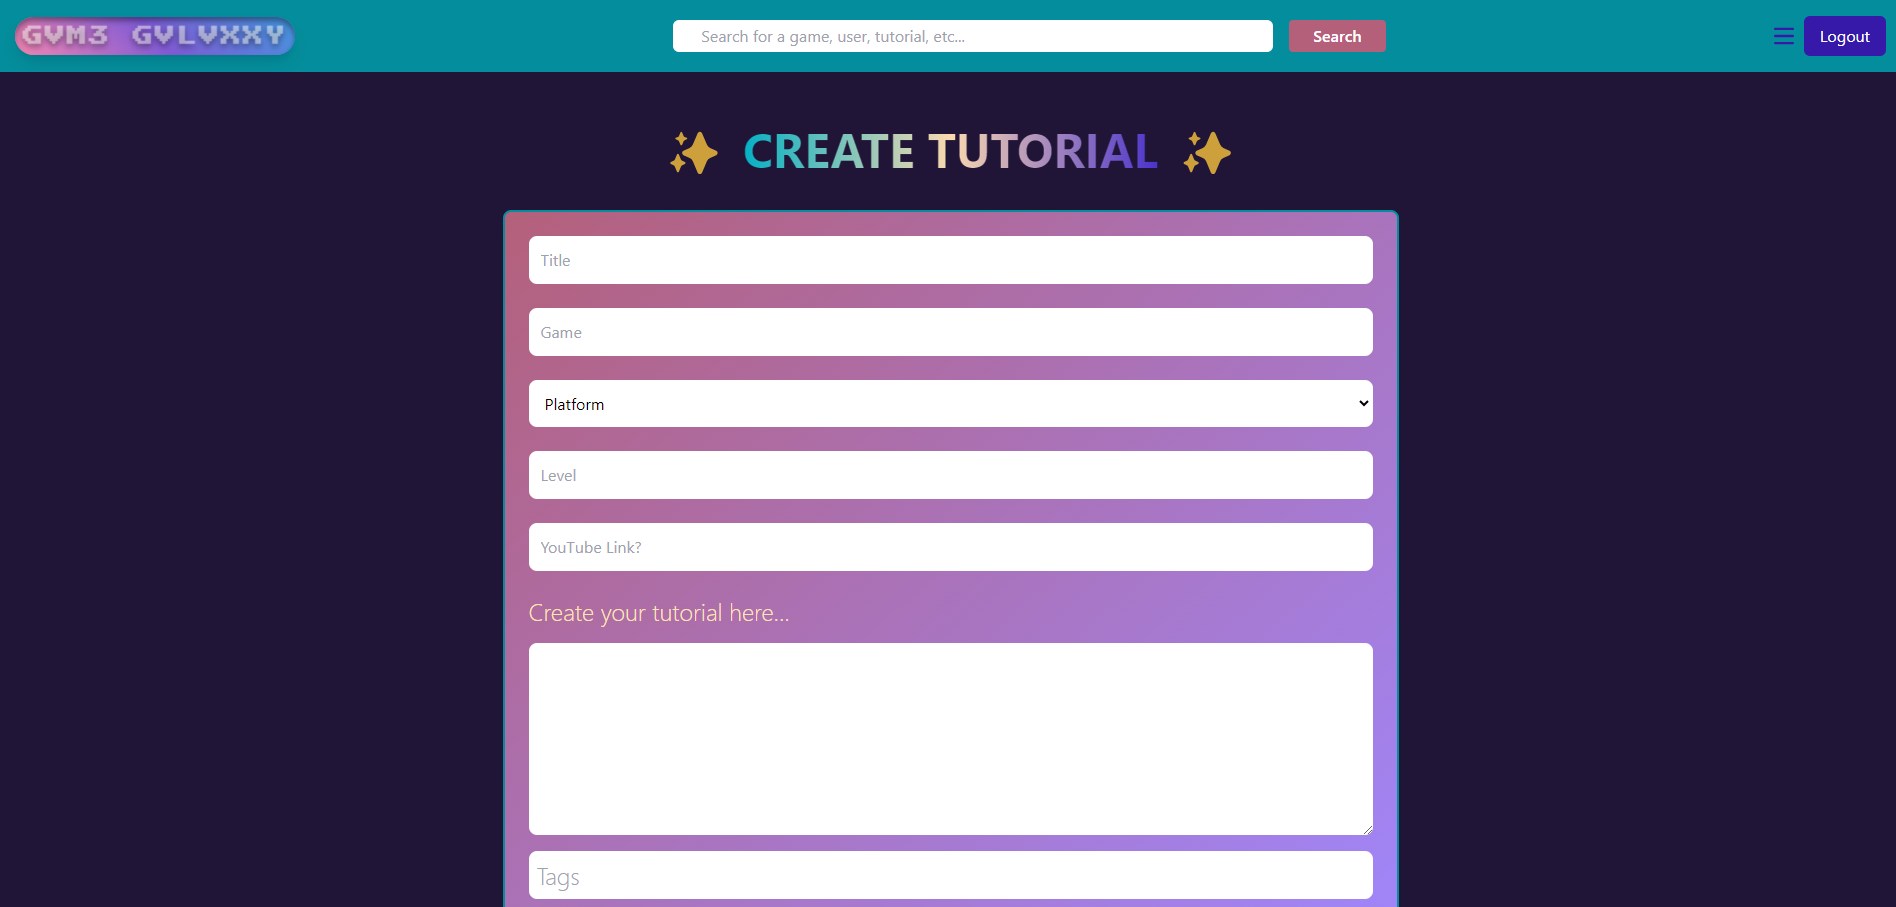 GVM3 GVLVXXY
Search for a game, user, tutorial, etc...
Search
Logout
✨ CREATE TUTORIAL ✨
Title
Game
Platform
Level
YouTube Link?
Create your tutorial here...
Tags